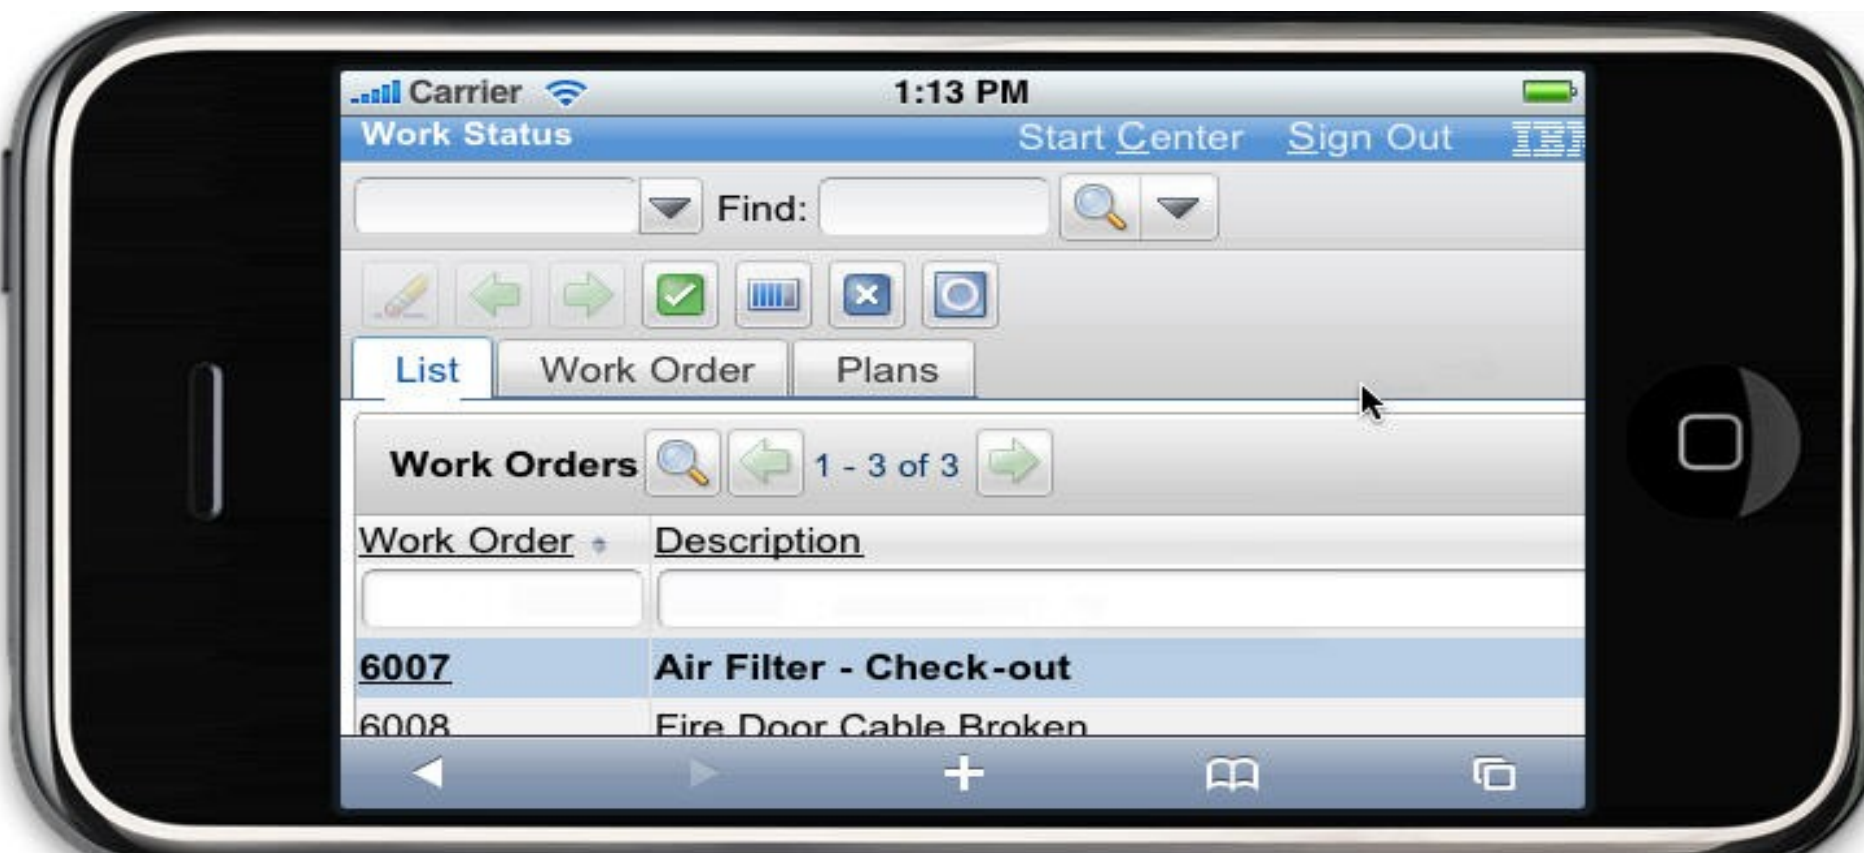 Carrier 1:13 PM
Work Status Start Center Sign Out IBM
Find:
List Work Order Plans
Work Orders 1 - 3 of 3
Work Order Description
6007 Air Filter - Check-out
6008 Fire Door Cable Broken